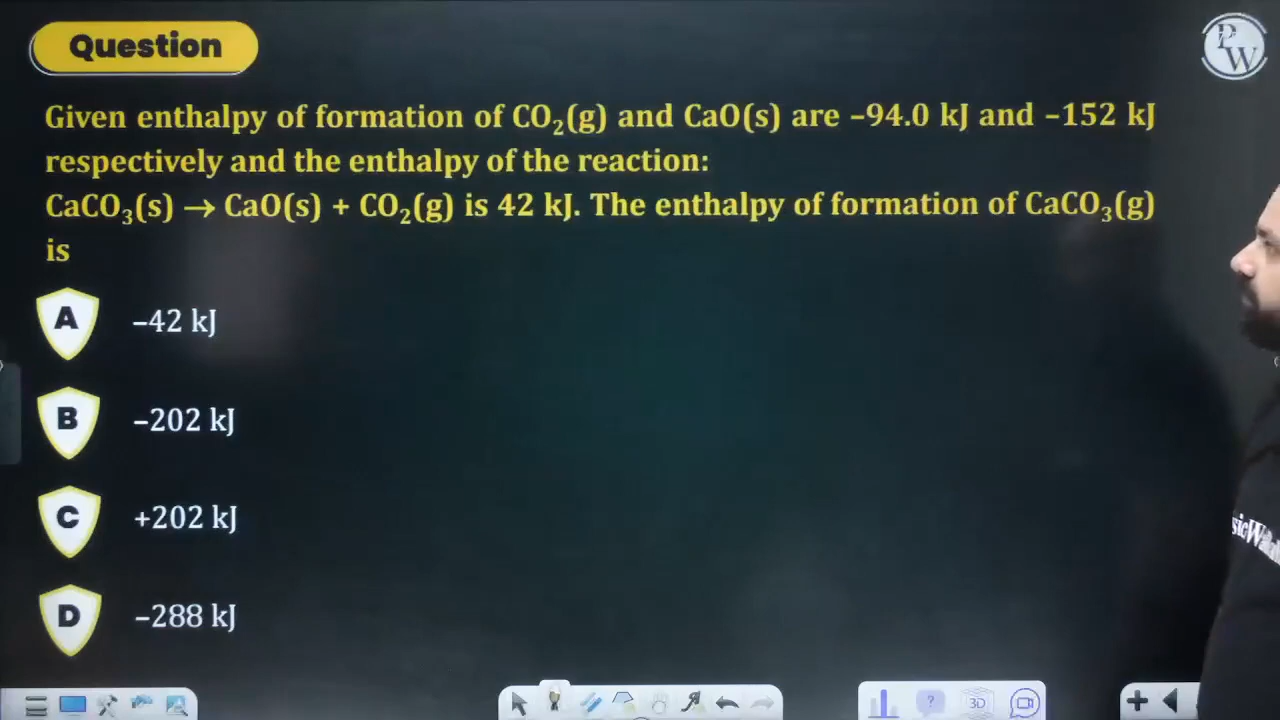 Question
PW
Given enthalpy of formation of CO₂(g) and CaO(s) are –94.0 kJ and –152 kJ
respectively and the enthalpy of the reaction:
CaCO₃(s) → CaO(s) + CO₂(g) is 42 kJ. The enthalpy of formation of CaCO₃(g)
is
A –42 kJ
B –202 kJ
C +202 kJ
D –288 kJ
? 3D